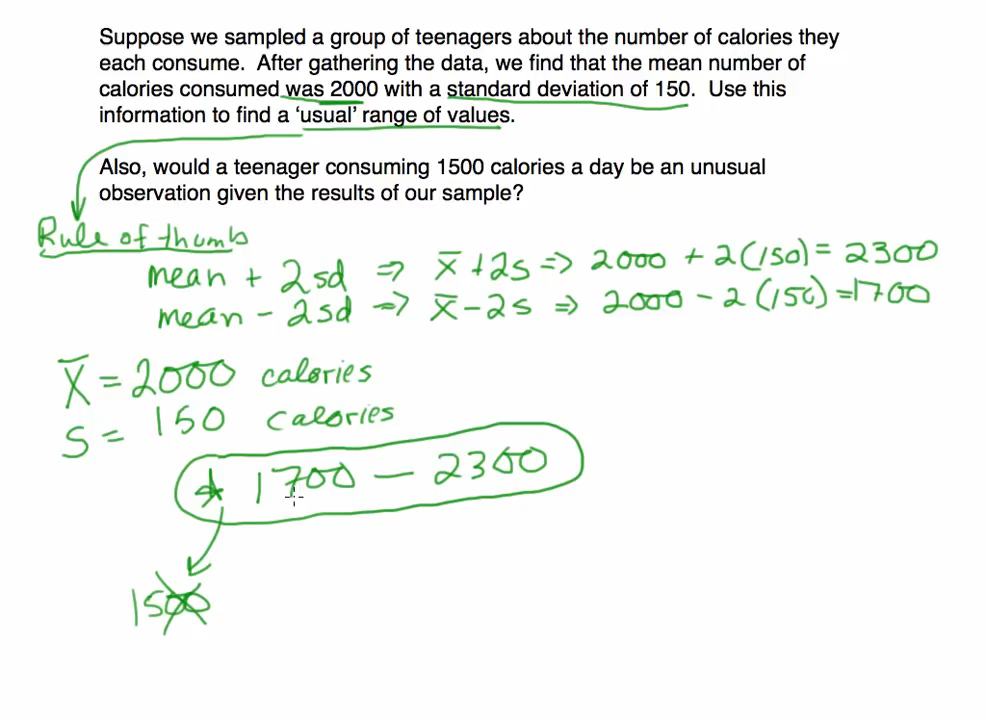 Suppose we sampled a group of teenagers about the number of calories they
each consume. After gathering the data, we find that the mean number of
calories consumed was 2000 with a standard deviation of 150. Use this
information to find a ‘usual’ range of values.
Also, would a teenager consuming 1500 calories a day be an unusual
observation given the results of our sample?
Rule of thumb
mean + 2sd ⇒ x̄ + 2s ⇒ 2000 + 2(150) = 2300
mean - 2sd ⇒ x̄ - 2s ⇒ 2000 - 2(150) = 1700
x̄ = 2000 calories
s = 150 calories
* 1700 — 2300
1500